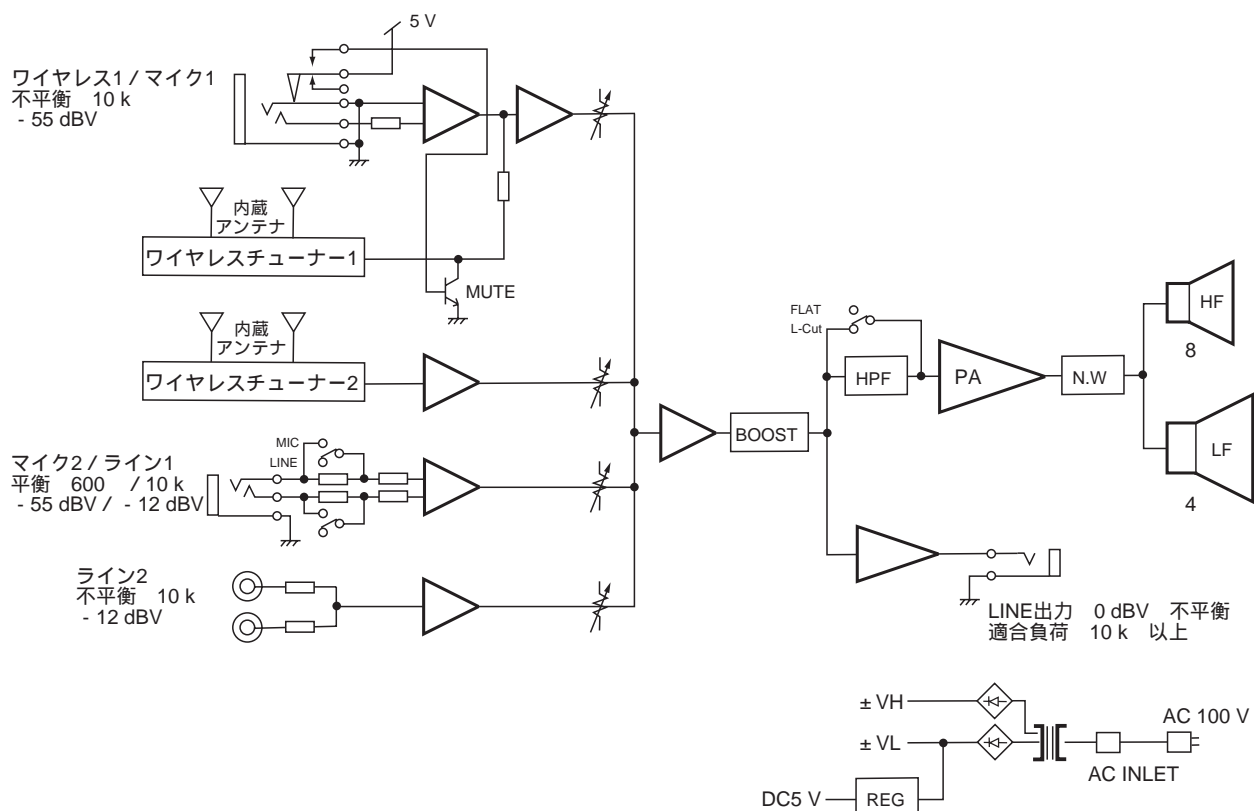 5 V
ワイヤレス1 / マイク1
不平衡 10 k
- 55 dBV
内蔵
アンテナ
ワイヤレスチューナー1
MUTE
内蔵
アンテナ
ワイヤレスチューナー2
マイク2 / ライン1
平衡 600 / 10 k
- 55 dBV / - 12 dBV
MIC
LINE
ライン2
不平衡 10 k
- 12 dBV
BOOST
FLAT
L-Cut
HPF
PA
N.W
HF
8
LF
4
LINE出力 0 dBV 不平衡
適合負荷 10 k 以上
± VH
± VL
DC5 V
REG
AC INLET
AC 100 V